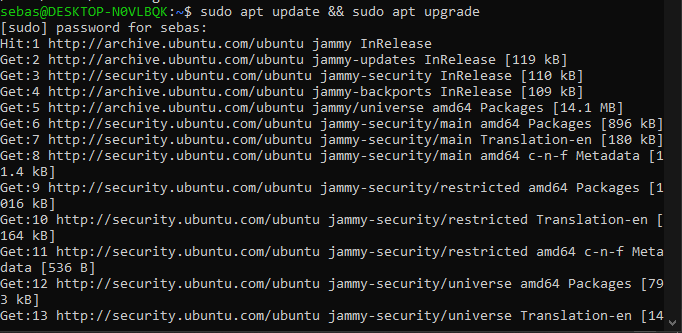 sebas@DESKTOP-N0VLBQK:~$ sudo apt update && sudo apt upgrade
[sudo] password for sebas:
Hit:1 http://archive.ubuntu.com/ubuntu jammy InRelease
Get:2 http://archive.ubuntu.com/ubuntu jammy-updates InRelease [119 kB]
Get:3 http://security.ubuntu.com/ubuntu jammy-security InRelease [110 kB]
Get:4 http://archive.ubuntu.com/ubuntu jammy-backports InRelease [109 kB]
Get:5 http://archive.ubuntu.com/ubuntu jammy/universe amd64 Packages [14.1 MB]
Get:6 http://security.ubuntu.com/ubuntu jammy-security/main amd64 Packages [896 kB]
Get:7 http://security.ubuntu.com/ubuntu jammy-security/main Translation-en [180 kB]
Get:8 http://security.ubuntu.com/ubuntu jammy-security/main amd64 c-n-f Metadata [1
1.4 kB]
Get:9 http://security.ubuntu.com/ubuntu jammy-security/restricted amd64 Packages [1
016 kB]
Get:10 http://security.ubuntu.com/ubuntu jammy-security/restricted Translation-en [
164 kB]
Get:11 http://security.ubuntu.com/ubuntu jammy-security/restricted amd64 c-n-f Meta
data [536 B]
Get:12 http://security.ubuntu.com/ubuntu jammy-security/universe amd64 Packages [79
3 kB]
Get:13 http://security.ubuntu.com/ubuntu jammy-security/universe Translation-en [14